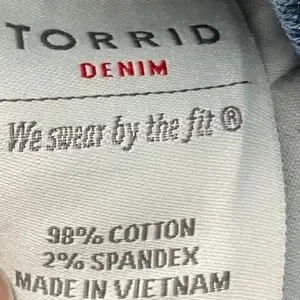 TORRID
DENIM
We swear by the fit ®
98% COTTON
2% SPANDEX
MADE IN VIETNAM